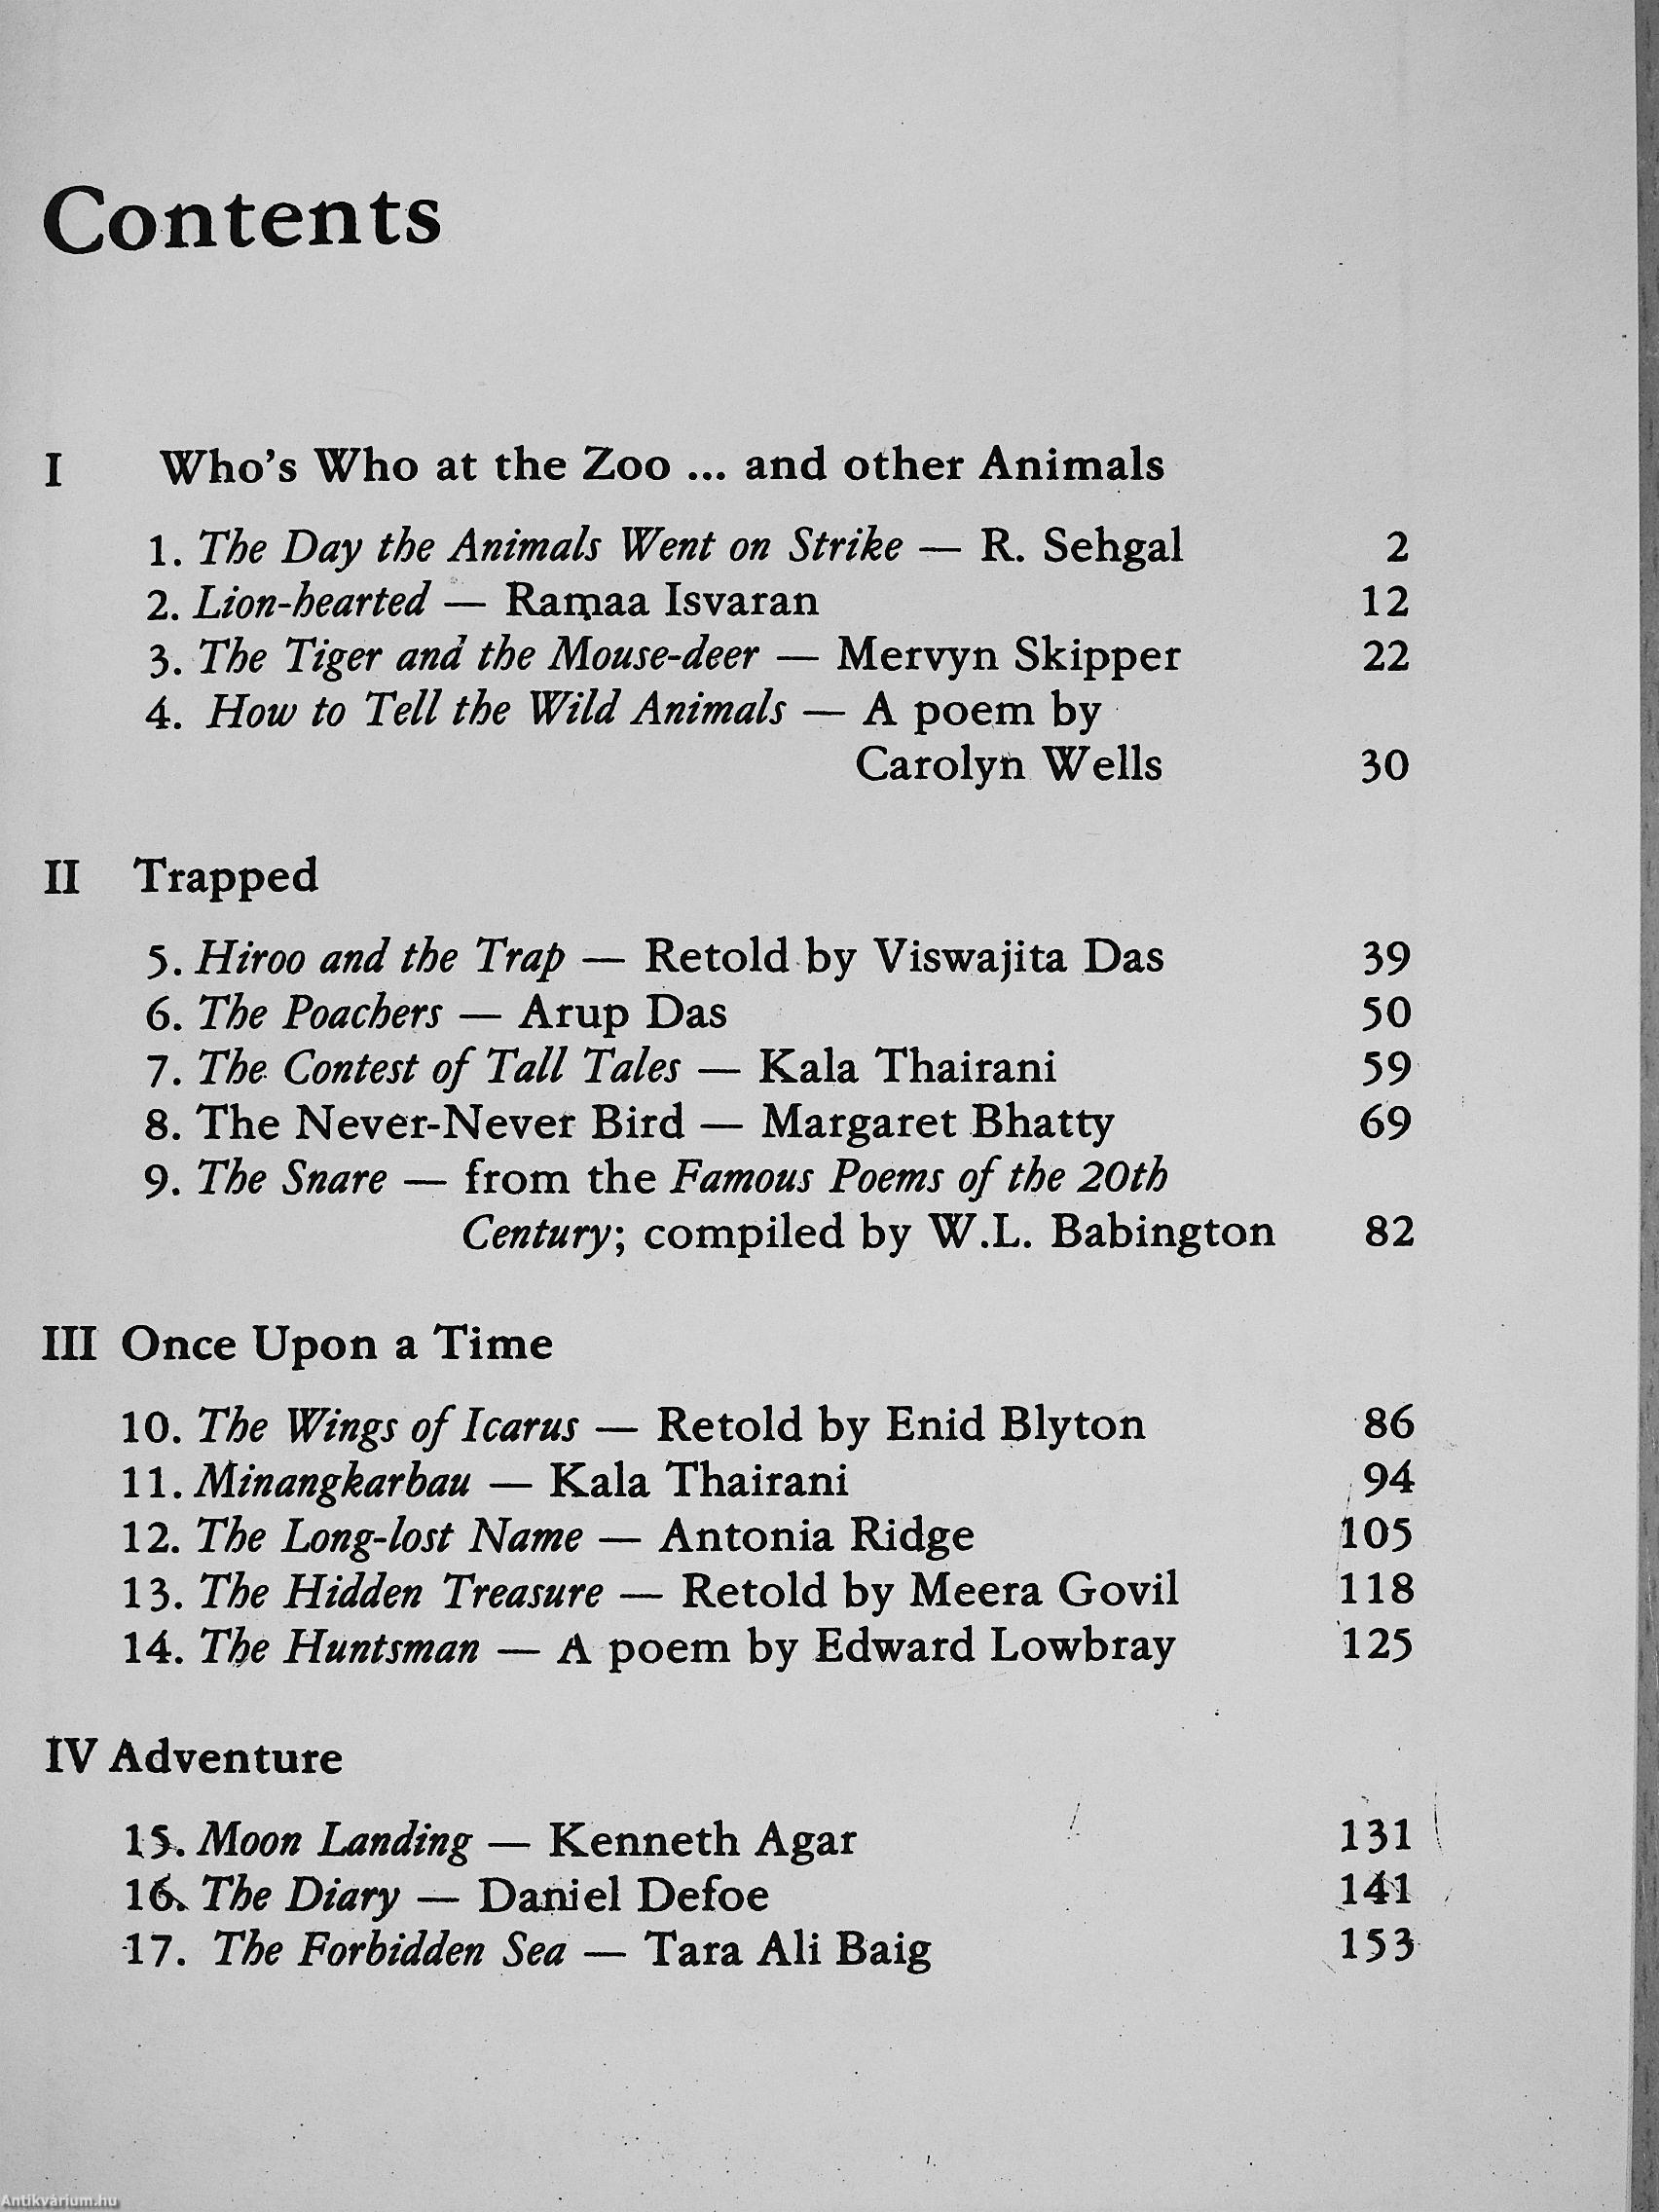 Contents
I Who's Who at the Zoo ... and other Animals
1. The Day the Animals Went on Strike — R. Sehgal 2
2. Lion-hearted — Ramaa Isvaran 12
3. The Tiger and the Mouse-deer — Mervyn Skipper 22
4. How to Tell the Wild Animals — A poem by
Carolyn Wells 30
II Trapped
5. Hiroo and the Trap — Retold by Viswajita Das 39
6. The Poachers — Arup Das 50
7. The Contest of Tall Tales — Kala Thairani 59
8. The Never-Never Bird — Margaret Bhatty 69
9. The Snare — from the Famous Poems of the 20th
Century; compiled by W.L. Babington 82
III Once Upon a Time
10. The Wings of Icarus — Retold by Enid Blyton 86
11. Minangkarbau — Kala Thairani 94
12. The Long-lost Name — Antonia Ridge 105
13. The Hidden Treasure — Retold by Meera Govil 118
14. The Huntsman — A poem by Edward Lowbray 125
IV Adventure
15. Moon Landing — Kenneth Agar 131
16. The Diary — Daniel Defoe 141
17. The Forbidden Sea — Tara Ali Baig 153
Antikvárium.hu